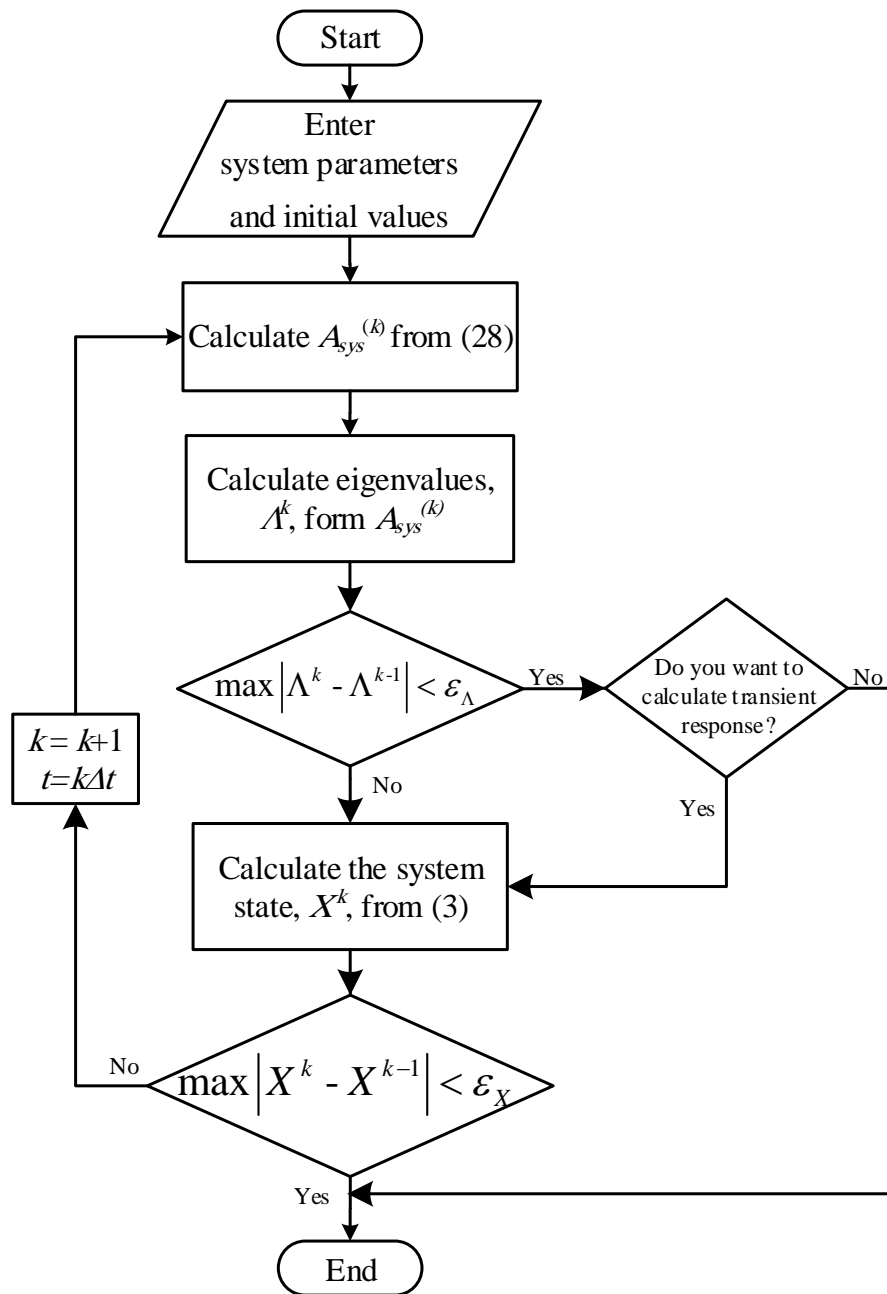 Start
Enter
system parameters
and initial values
Calculate A_sys^(k) from (28)
Calculate eigenvalues,
Λ^k, form A_sys^(k)
max |Λ^k - Λ^k-1| < ε_Λ
Yes
Do you want to
calculate transient
response?
No
k = k+1
t=kΔt
No
Yes
Calculate the system
state, X^k, from (3)
No
max |X^k - X^k-1| < ε_X
Yes
End